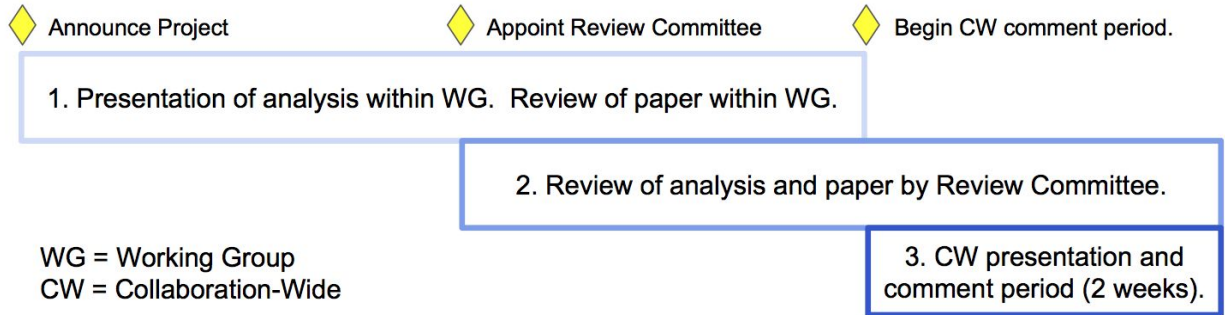 Announce Project
Appoint Review Committee
Begin CW comment period.
1. Presentation of analysis within WG.  Review of paper within WG.
2. Review of analysis and paper by Review Committee.
WG = Working Group
CW = Collaboration-Wide
3. CW presentation and
comment period (2 weeks).